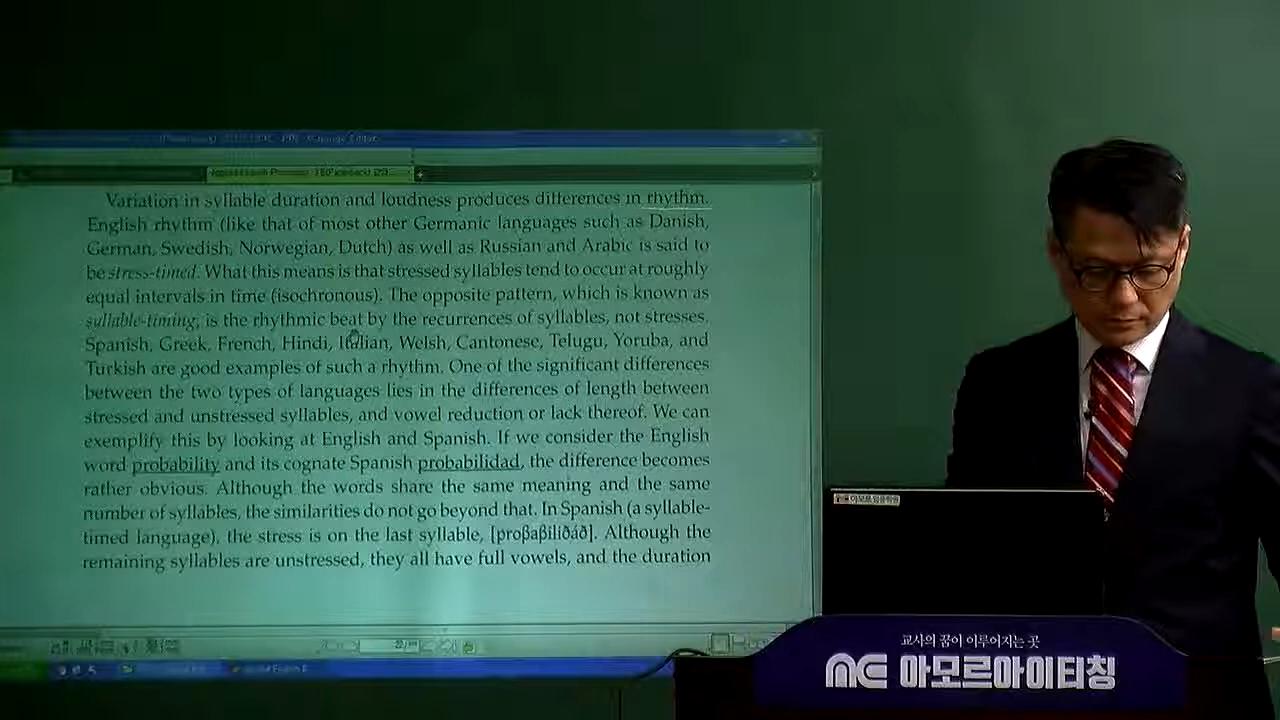 Variation in syllable duration and loudness produces differences in rhythm.
English rhythm (like that of most other Germanic languages such as Danish,
German, Swedish, Norwegian, Dutch) as well as Russian and Arabic is said to
be stress-timed. What this means is that stressed syllables tend to occur at roughly
equal intervals in time (isochronous). The opposite pattern, which is known as
syllable-timing, is the rhythmic beat by the recurrences of syllables, not stresses.
Spanish, Greek, French, Hindi, Italian, Welsh, Cantonese, Telugu, Yoruba, and
Turkish are good examples of such a rhythm. One of the significant differences
between the two types of languages lies in the differences of length between
stressed and unstressed syllables, and vowel reduction or lack thereof. We can
exemplify this by looking at English and Spanish. If we consider the English
word probability and its cognate Spanish probabilidad, the difference becomes
rather obvious. Although the words share the same meaning and the same
number of syllables, the similarities do not go beyond that. In Spanish (a syllable-
timed language), the stress is on the last syllable, [proβaβiliðáð]. Although the
remaining syllables are unstressed, they all have full vowels, and the duration
교사의 꿈이 이루어지는 곳
아모르아이티칭